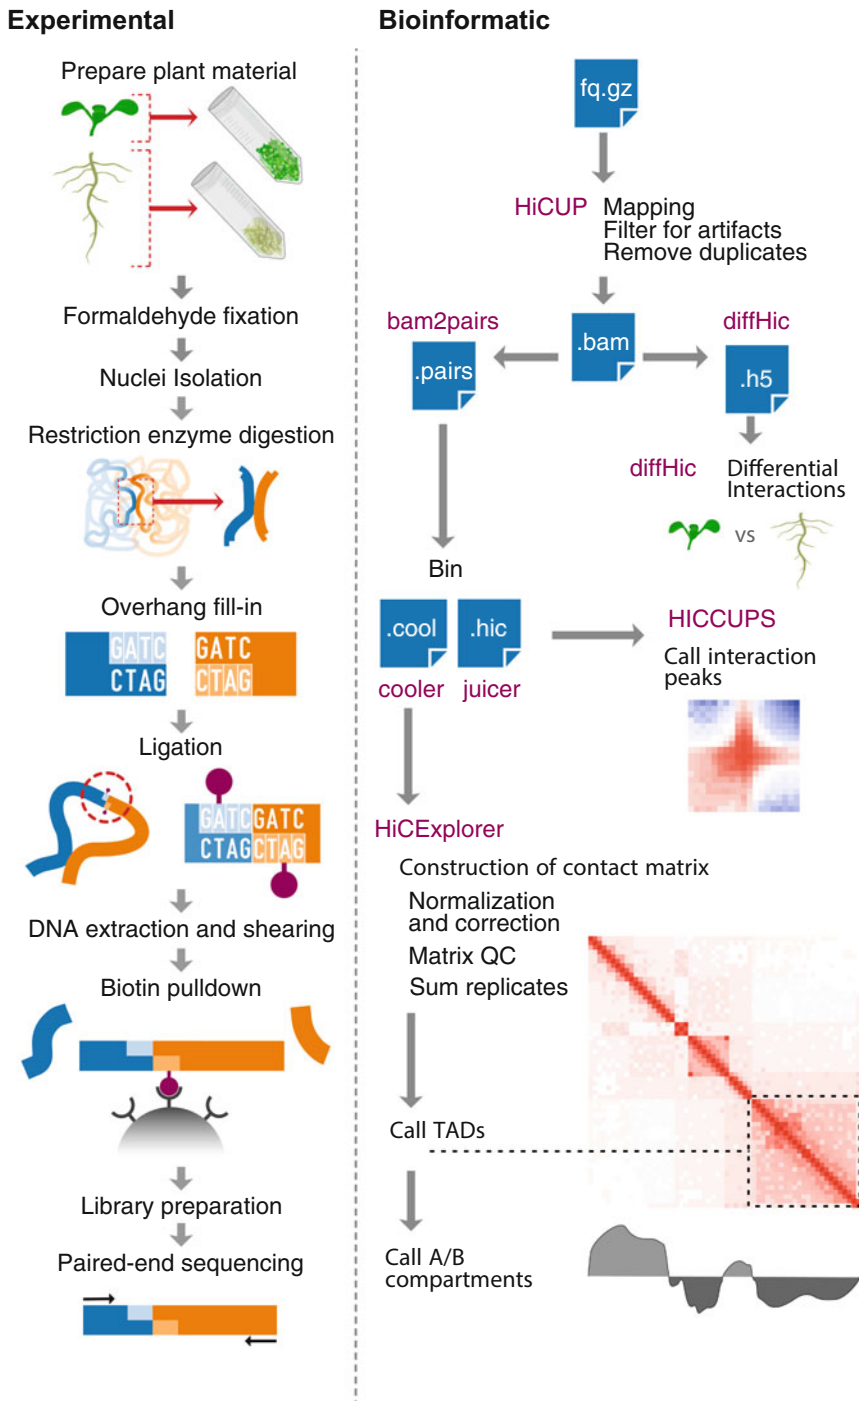 Experimental
Prepare plant material
Formaldehyde fixation
Nuclei Isolation
Restriction enzyme digestion
Overhang fill-in
GATC GATC
CTAG CTAG
Ligation
GATCGATC
CTAGCTAG
DNA extraction and shearing
Biotin pulldown
Library preparation
Paired-end sequencing
Bioinformatic
fq.gz
HiCUP Mapping
Filter for artifacts
Remove duplicates
bam2pairs
.bam
diffHic
.pairs
.h5
diffHic Differential
Interactions
vs
Bin
.cool .hic
cooler juicer
HICCUPS
Call interaction
peaks
HiCExplorer
Construction of contact matrix
Normalization
and correction
Matrix QC
Sum replicates
Call TADs
Call A/B
compartments